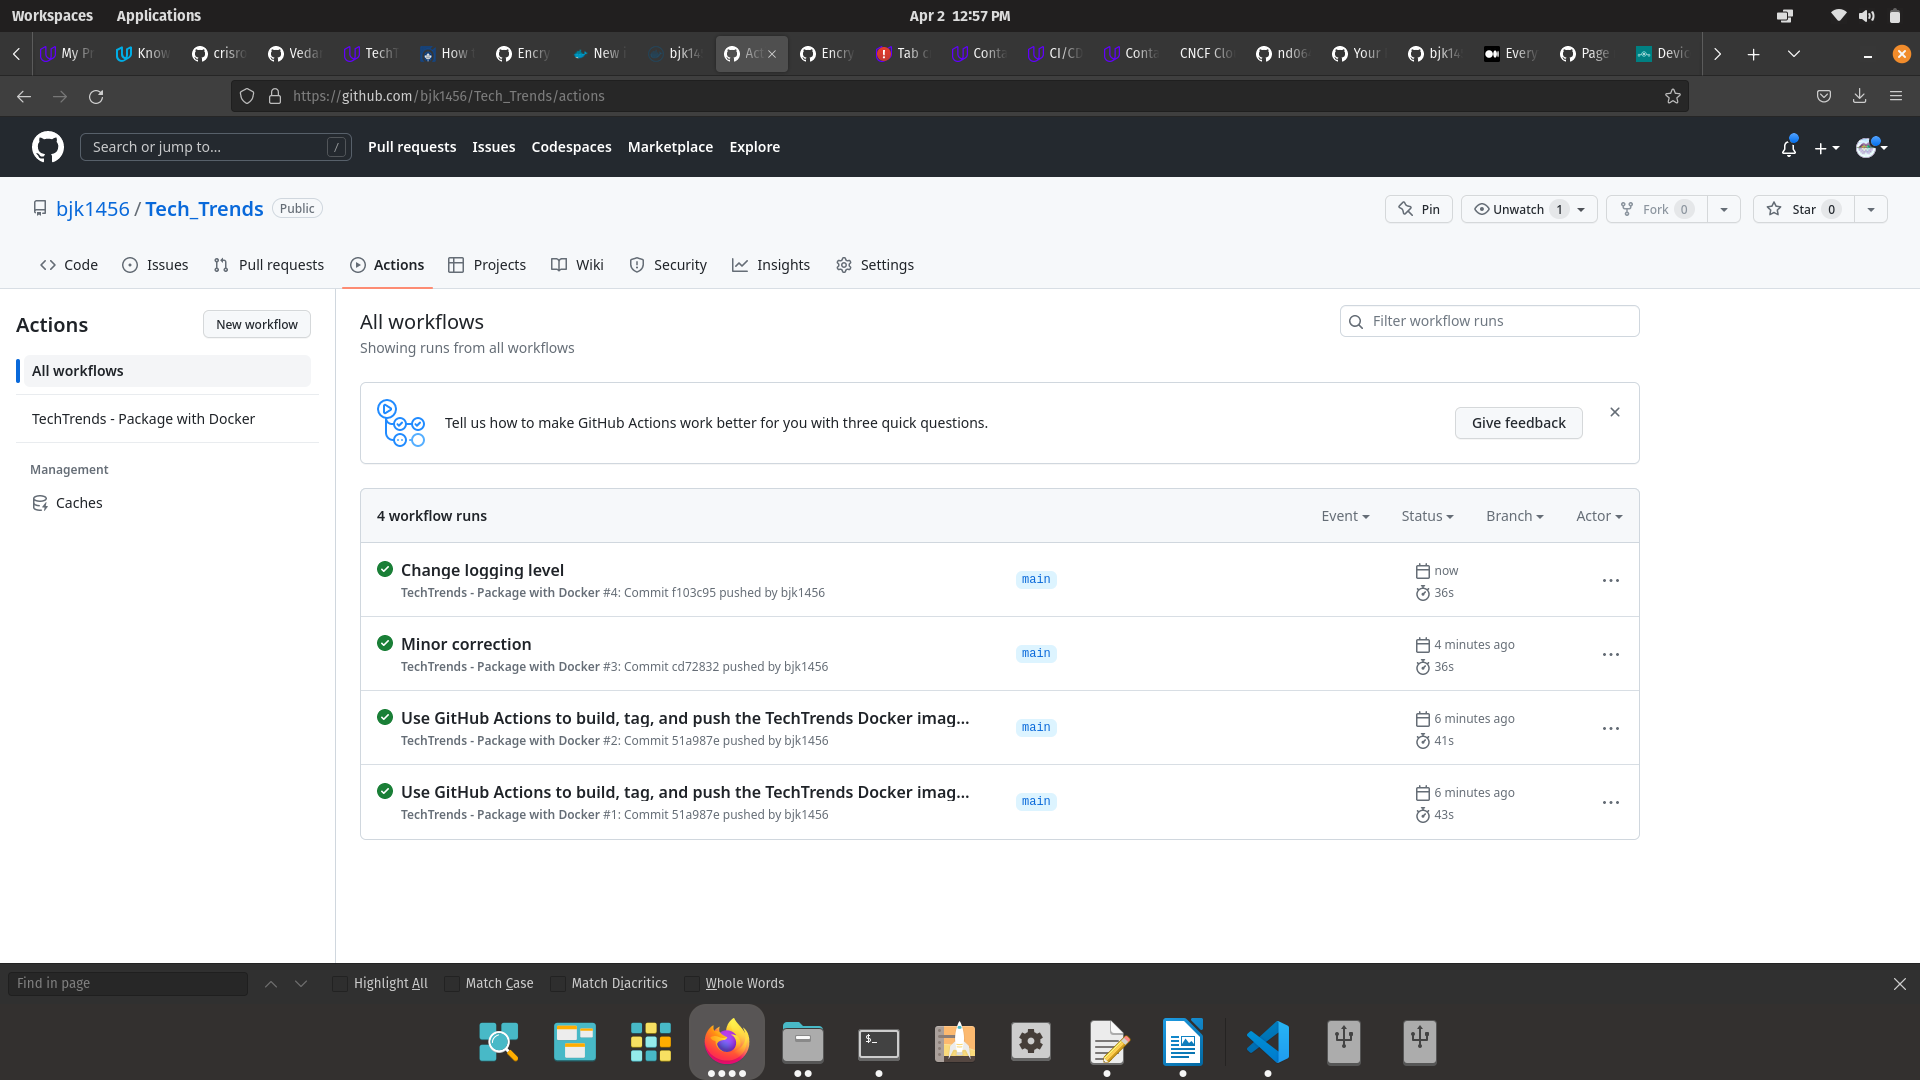 Workspaces Applications Apr 2 12:57 PM
My Pr Know crisro Vedan TechT How t Encry New i bjk14 Act Encry Tab c Conta CI/CD Conta CNCF Clo nd064 Your bjk14 Every Page Devic
https://github.com/bjk1456/Tech_Trends/actions
Search or jump to... / Pull requests Issues Codespaces Marketplace Explore
bjk1456 / Tech_Trends Public Pin Unwatch 1 Fork 0 Star 0
Code Issues Pull requests Actions Projects Wiki Security Insights Settings
Actions New workflow
All workflows
TechTrends - Package with Docker
Management
Caches
All workflows
Showing runs from all workflows
Filter workflow runs
Tell us how to make GitHub Actions work better for you with three quick questions. Give feedback
4 workflow runs Event Status Branch Actor
Change logging level main now
TechTrends - Package with Docker #4: Commit f103c95 pushed by bjk1456 36s
Minor correction main 4 minutes ago
TechTrends - Package with Docker #3: Commit cd72832 pushed by bjk1456 36s
Use GitHub Actions to build, tag, and push the TechTrends Docker imag... main 6 minutes ago
TechTrends - Package with Docker #2: Commit 51a987e pushed by bjk1456 41s
Use GitHub Actions to build, tag, and push the TechTrends Docker imag... main 6 minutes ago
TechTrends - Package with Docker #1: Commit 51a987e pushed by bjk1456 43s
Find in page Highlight All Match Case Match Diacritics Whole Words
$_